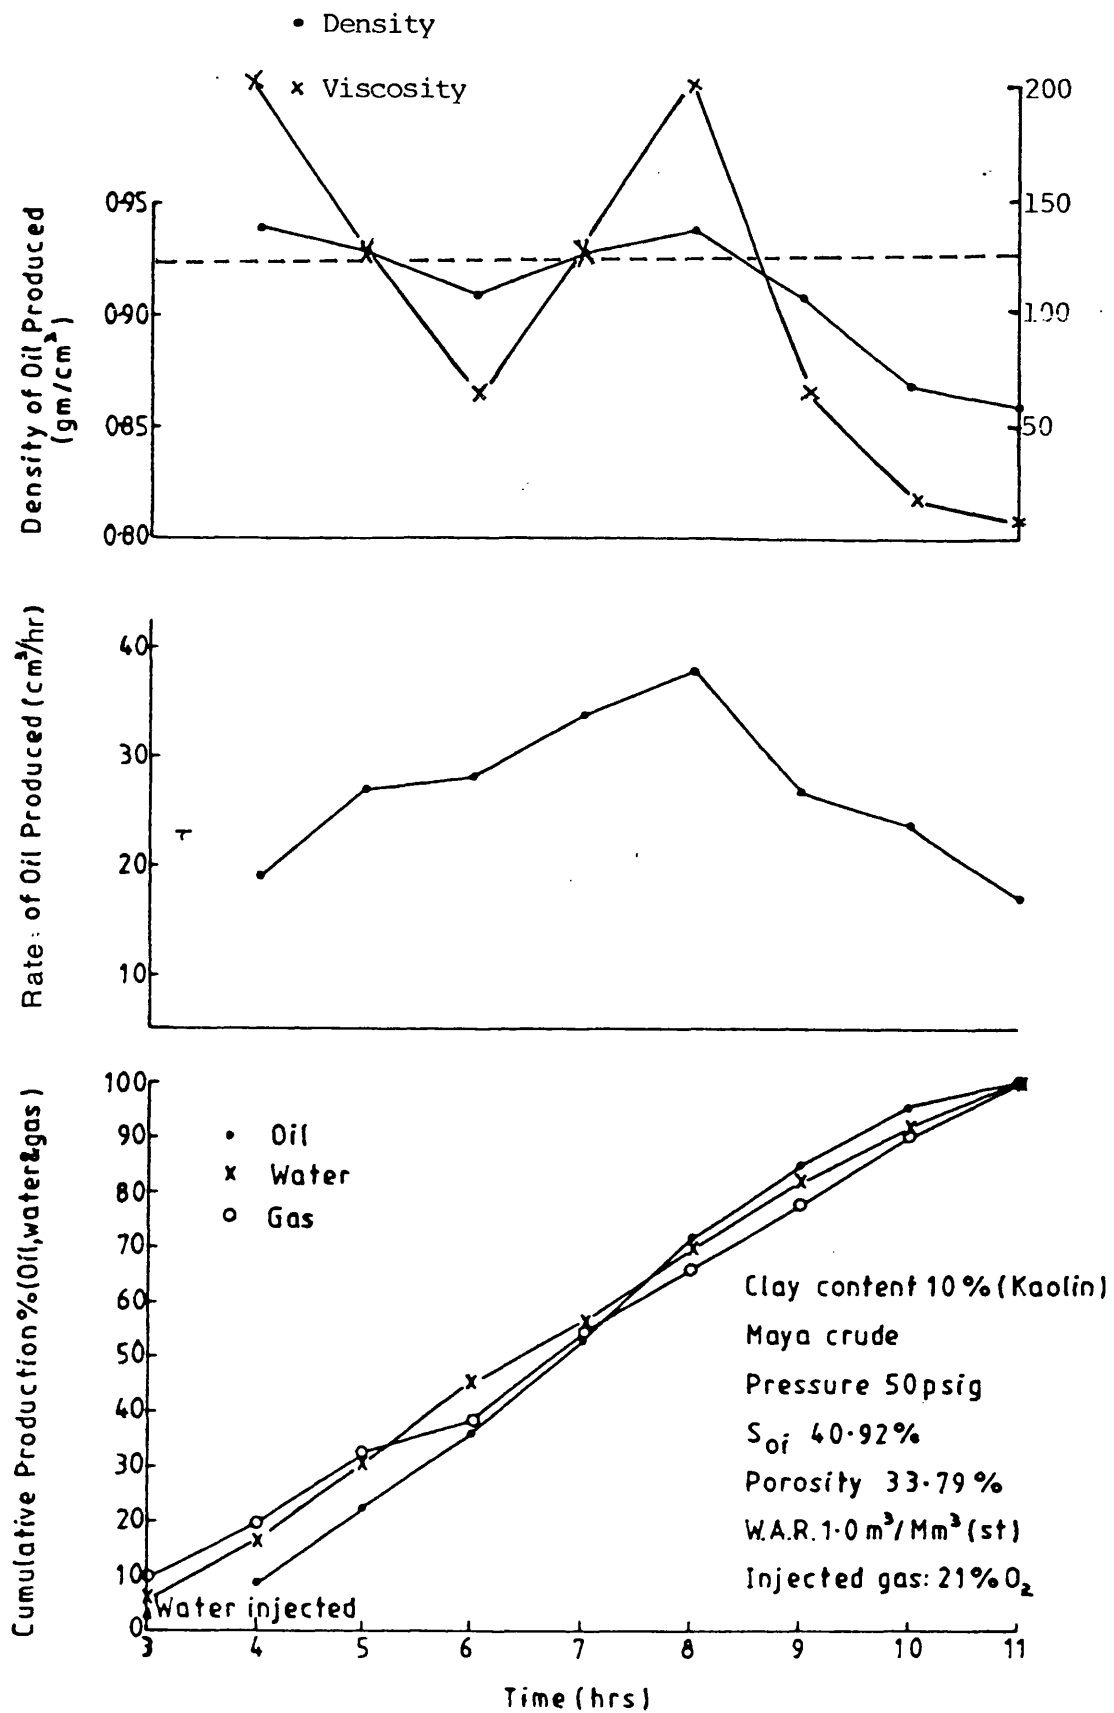 • Density
x Viscosity
Density of Oil Produced
(gm/cm³)
0·95
0·90
0·85
0·80
200
150
100
50
Rate: of Oil Produced (cm³/hr)
40
30
20
10
Cumulative Production % (Oil,water&gas)
100
90
80
70
60
50
40
30
20
10
0
• Oil
x Water
o Gas
Clay content 10% (Kaolin)
Maya crude
Pressure 50psig
Soi 40·92%
Porosity 33·79%
W.A.R. 1·0 m³/Mm³ (st)
Injected gas: 21% O₂
Water injected
3 4 5 6 7 8 9 10 11
Time (hrs)